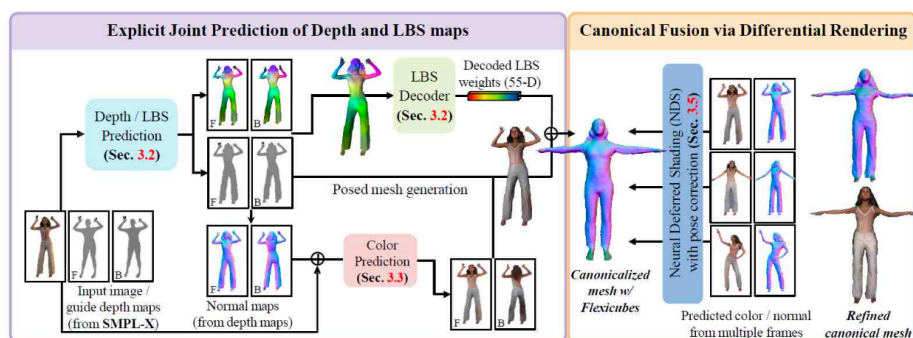 Explicit Joint Prediction of Depth and LBS maps
F
B
Depth / LBS
Prediction
(Sec. 3.2)
F
B
LBS
Decoder
(Sec. 3.2)
Decoded LBS
weights (55-D)
Posed mesh generation
F
B
Input image /
guide depth maps
(from SMPL-X)
F
B
Normal maps
(from depth maps)
Color
Prediction
(Sec. 3.3)
F
B
Canonical Fusion via Differential Rendering
Canonicalized
mesh w/
Flexicubes
Neural Deferred Shading (NDS)
with pose correction (Sec. 3.5)
Predicted color / normal
from multiple frames
Refined
canonical mesh